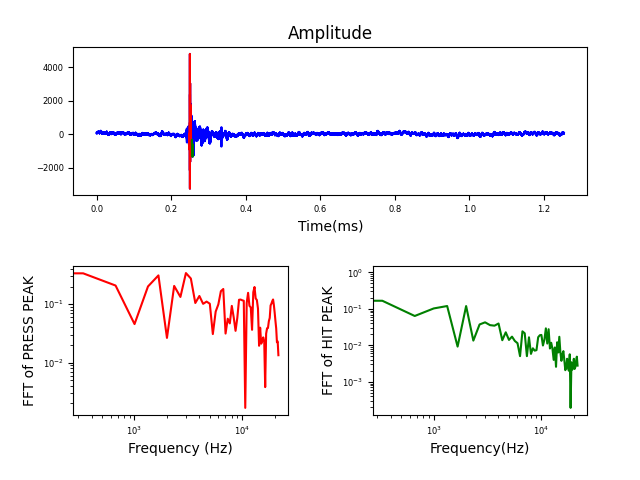 Amplitude
4000
2000
0
−2000
0.0 0.2 0.4 0.6 0.8 1.0 1.2
Time(ms)
FFT of PRESS PEAK
10⁻¹
10⁻²
10³ 10⁴
Frequency (Hz)
FFT of HIT PEAK
10⁰
10⁻¹
10⁻²
10⁻³
10³ 10⁴
Frequency(Hz)